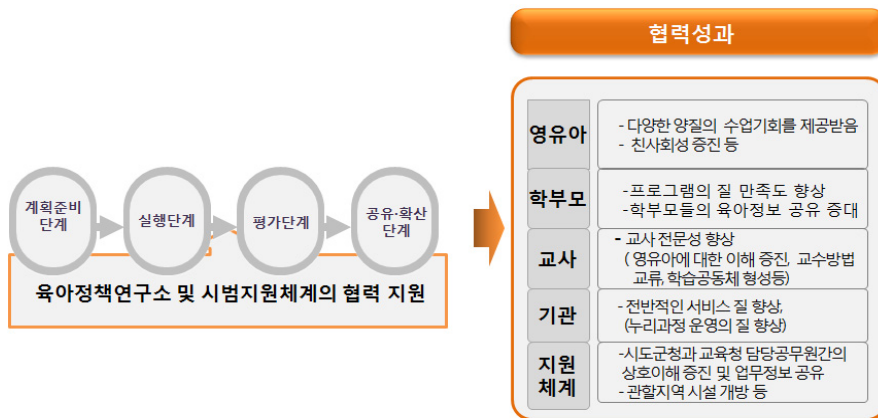 협력성과
계획준비
단계
실행단계
평가단계
공유·확산
단계
육아정책연구소 및 시범지원체계의 협력 지원
영유아
- 다양한 양질의 수업기회를 제공받음
- 친사회성 증진 등
학부모
-프로그램의 질 만족도 향상
-학부모들의 육아정보 공유 증대
교사
- 교사 전문성 향상
( 영유아에 대한 이해 증진, 교수방법
교류, 학습공동체 형성등)
기관
-전반적인 서비스 질 향상,
(누리과정 운영의 질 향상)
지원
체계
-시도군청과 교육청 담당공무원간의
상호이해 증진 및 업무정보 공유
- 관할지역 시설 개방 등